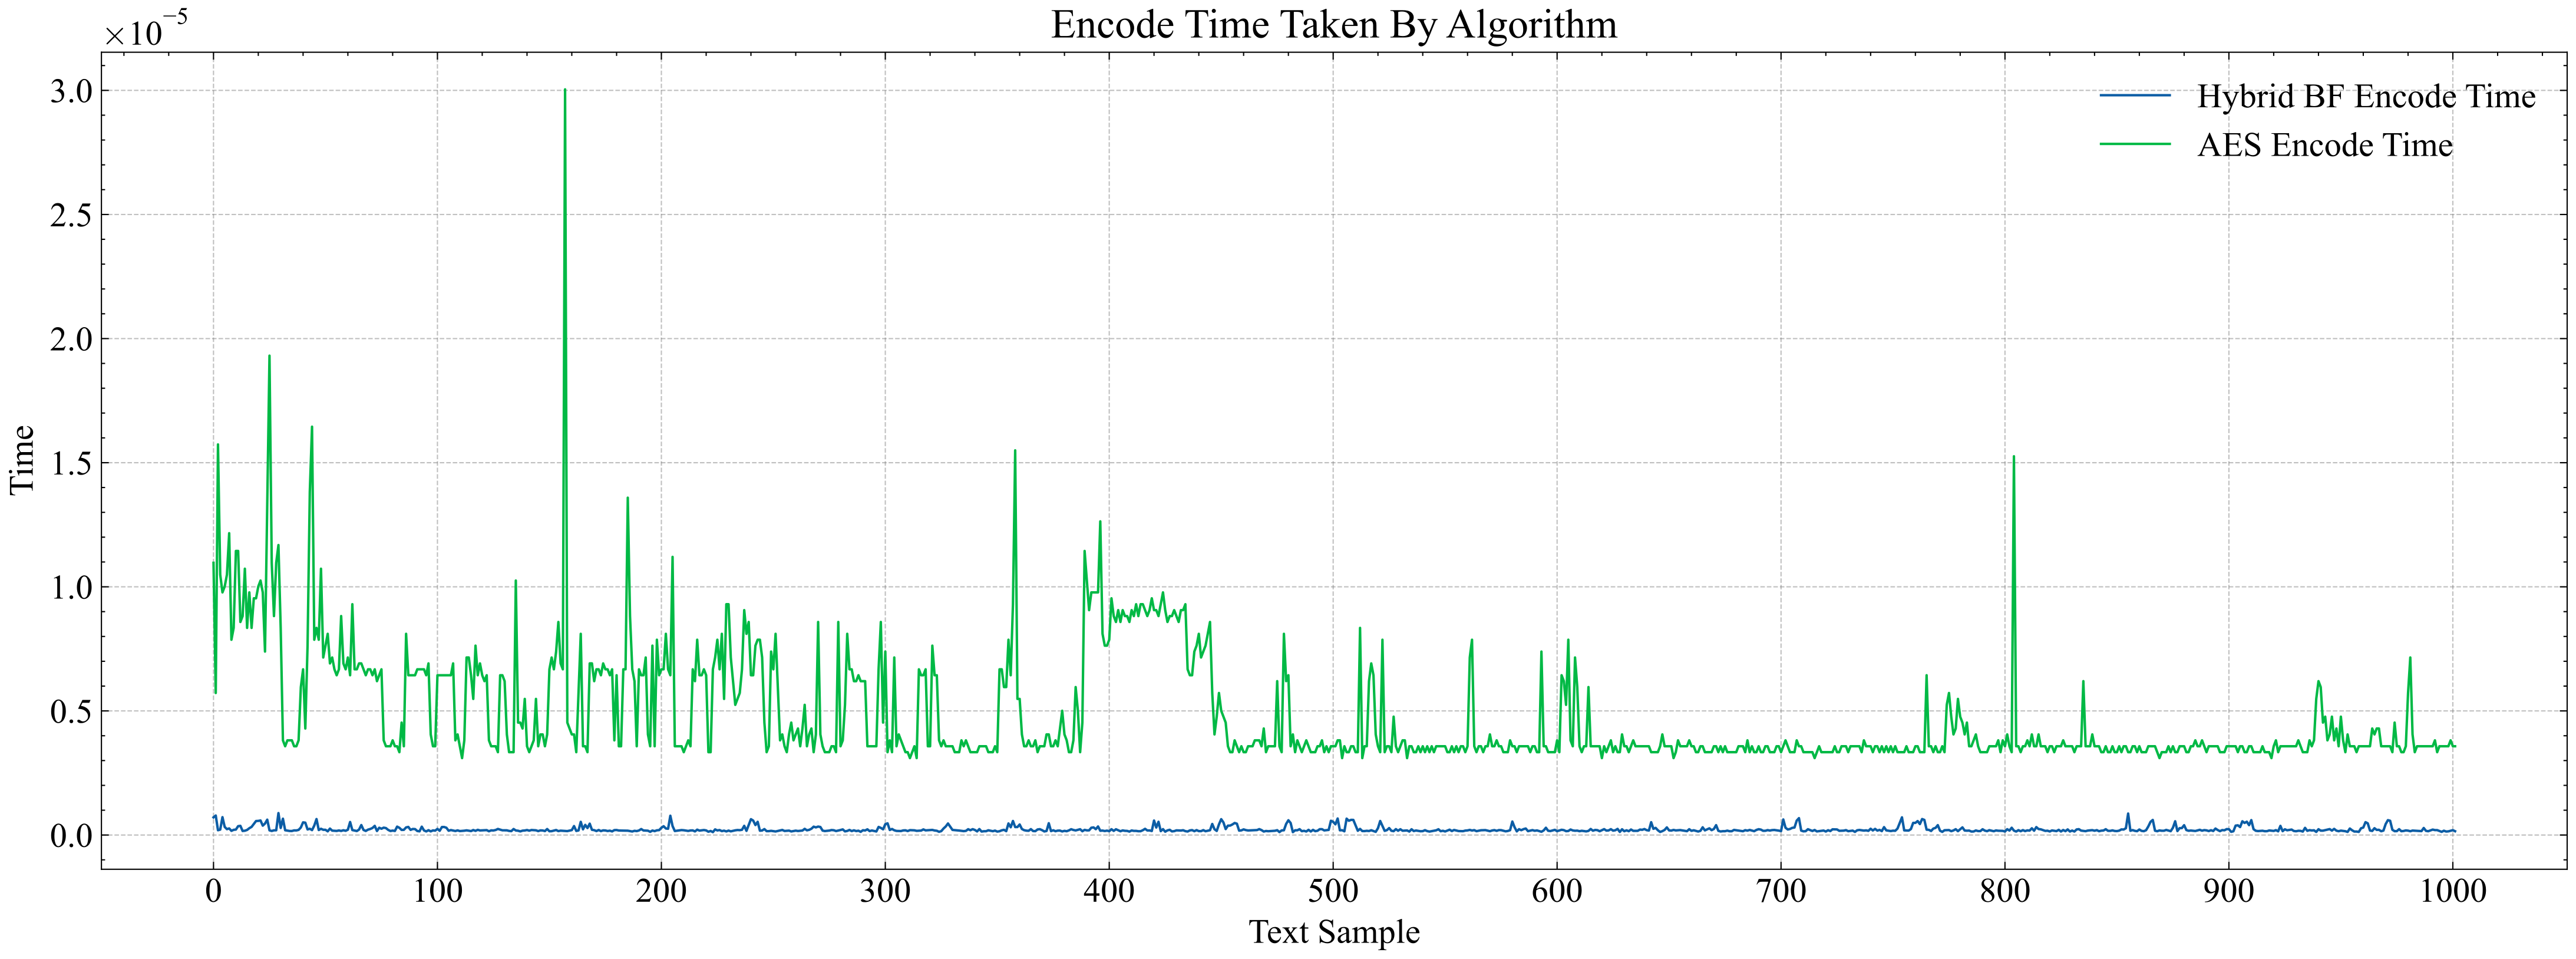 Encode Time Taken By Algorithm
×10⁻⁵
3.0
2.5
2.0
1.5
1.0
0.5
0.0
Time
Hybrid BF Encode Time
AES Encode Time
0 100 200 300 400 500 600 700 800 900 1000
Text Sample